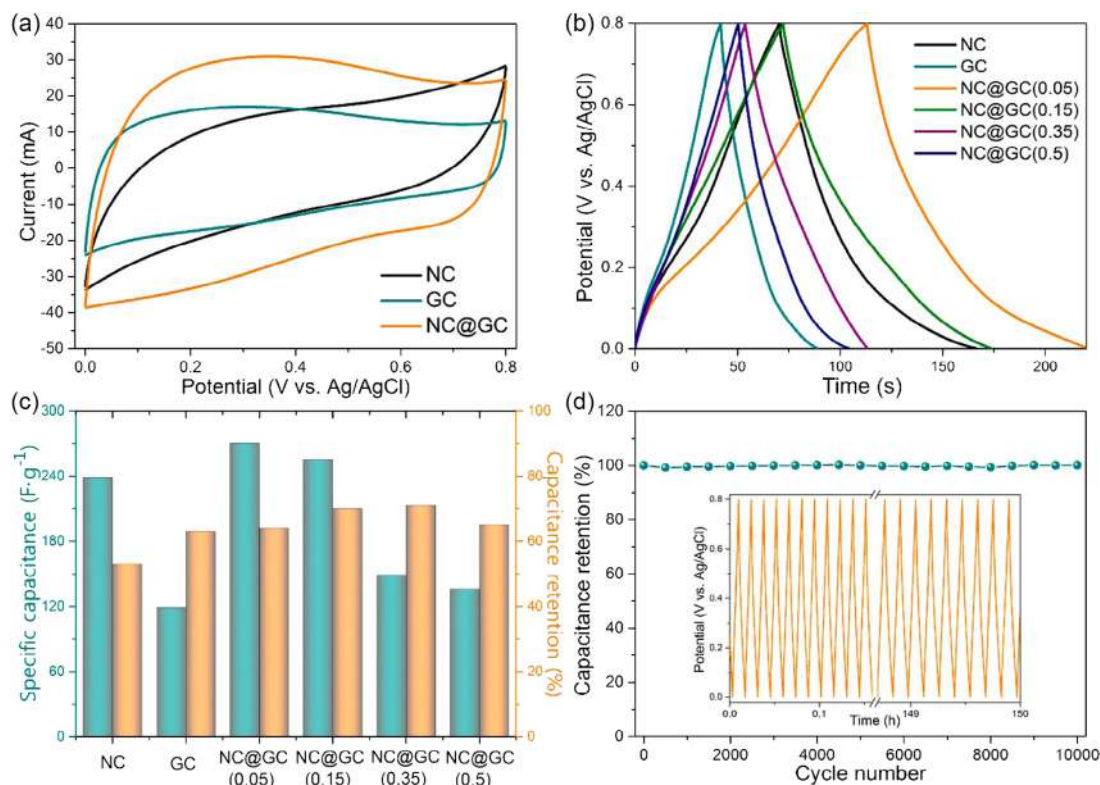 (a)
40
30
20
10
0
-10
-20
-30
-40
-50
Current (mA)
NC
GC
NC@GC
0.0
0.2
0.4
0.6
0.8
Potential (V vs. Ag/AgCl)
(b)
0.8
0.6
0.4
0.2
0.0
Potential (V vs. Ag/AgCl)
NC
GC
NC@GC(0.05)
NC@GC(0.15)
NC@GC(0.35)
NC@GC(0.5)
0
50
100
150
200
Time (s)
(c)
300
240
180
120
60
0
Specific capacitance (F·g⁻¹)
100
80
60
40
20
0
Capacitance retention (%)
NC
GC
NC@GC
(0.05)
NC@GC
(0.15)
NC@GC
(0.35)
NC@GC
(0.5)
(d)
120
100
80
60
40
20
0
Capacitance retention (%)
0.8
0.6
0.4
0.2
0.0
Potential (V vs. Ag/AgCl)
0,0
0,1
149
150
Time (h)
0
2000
4000
6000
8000
10000
Cycle number